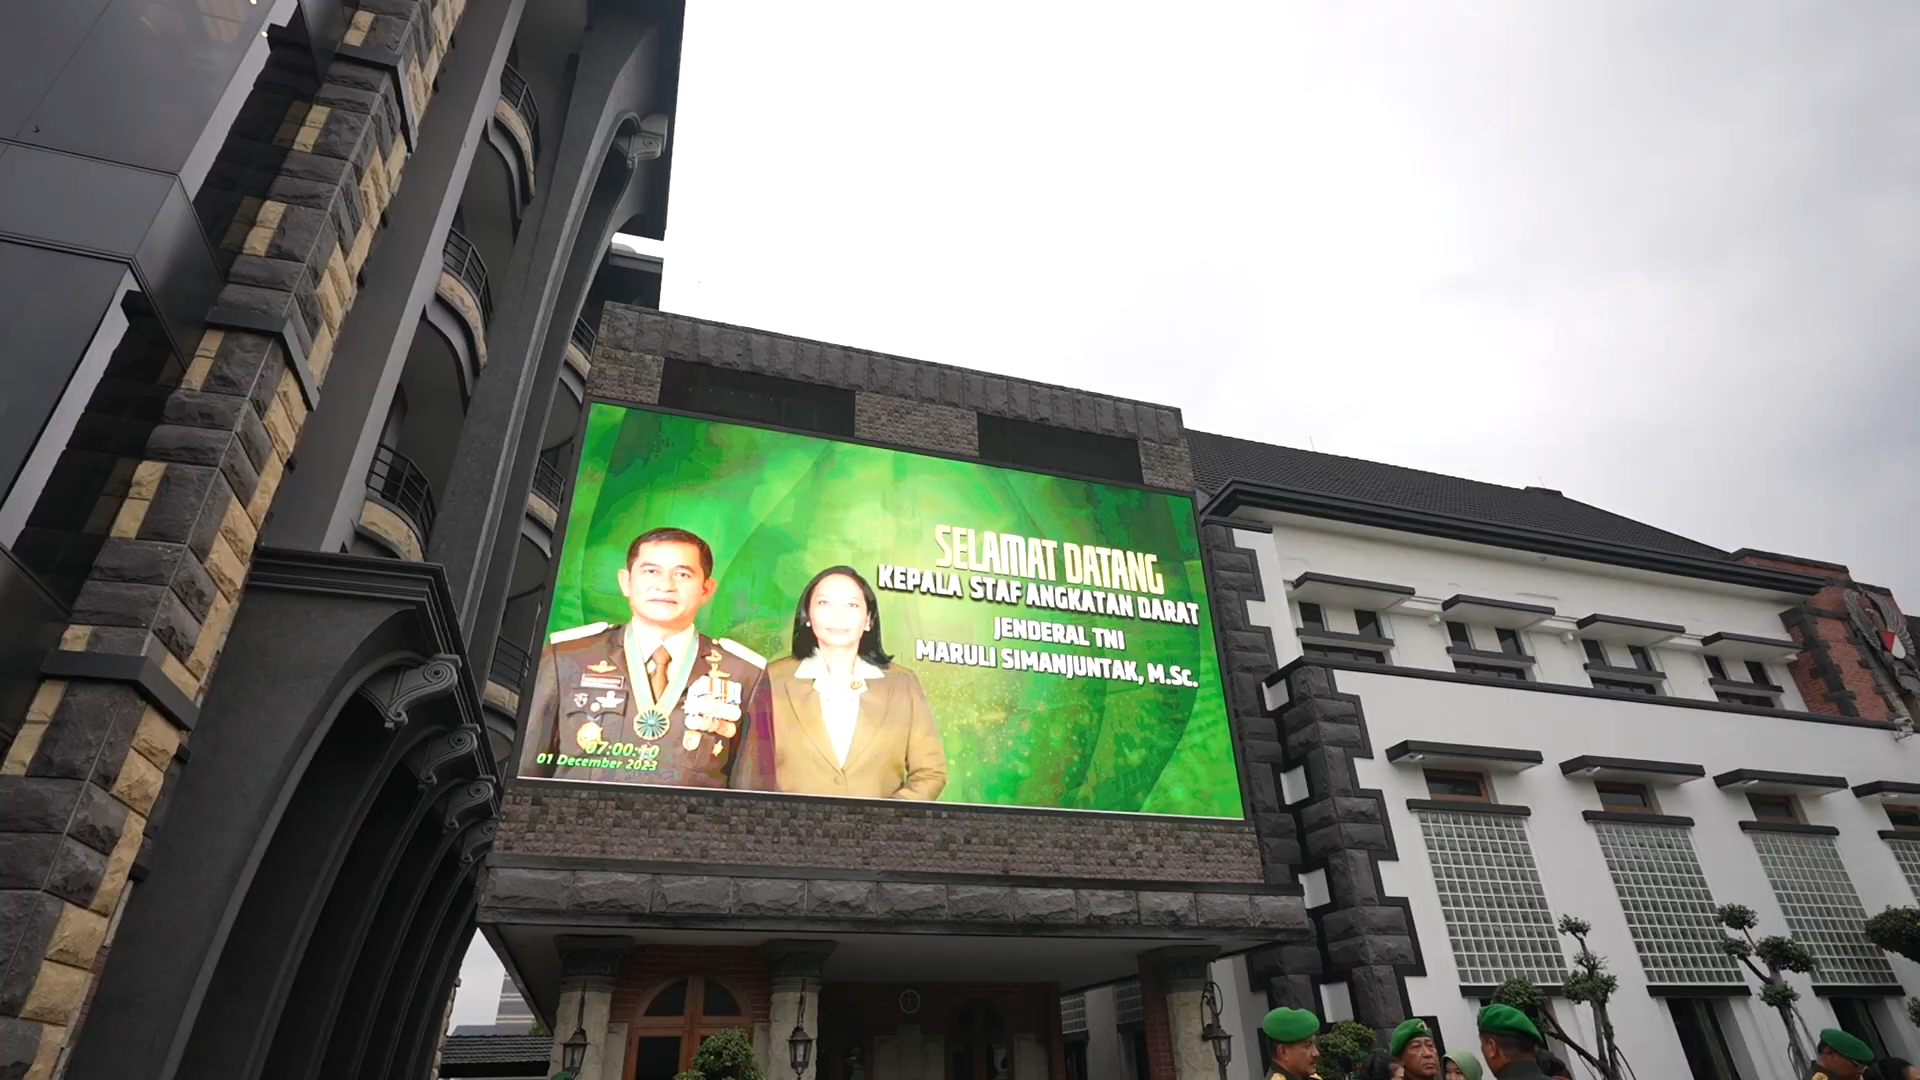 SELAMAT DATANG
KEPALA STAF ANGKATAN DARAT
JENDERAL TNI
MARULI SIMANJUNTAK, M.Sc.
07:00:10
01 December 2023